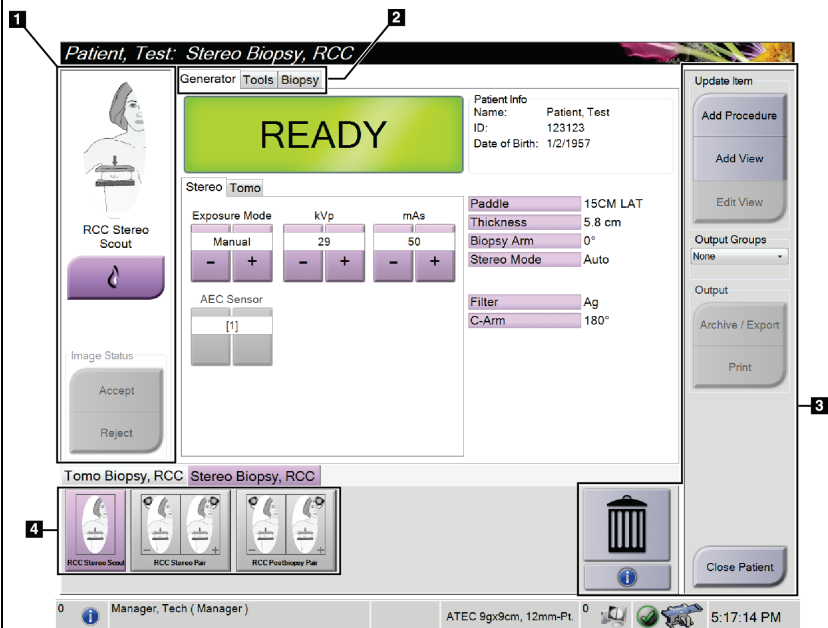 1
2
Patient, Test: Stereo Biopsy, RCC
Generator Tools Biopsy
READY
Patient Info
Name: Patient, Test
ID: 123123
Date of Birth: 1/2/1957
Update Item
Add Procedure
Add View
Edit View
RCC Stereo
Scout
Stereo Tomo
Exposure Mode kVp mAs
Manual 29 50
- + - + - +
AEC Sensor
[1]
Paddle 15CM LAT
Thickness 5.8 cm
Biopsy Arm 0°
Stereo Mode Auto
Filter Ag
C-Arm 180°
Output Groups
None
Output
Archive / Export
Print
Image Status
Accept
Reject
3
Tomo Biopsy, RCC Stereo Biopsy, RCC
4
RCC Stereo Scout
- +
RCC Stereo Pair
- +
RCC Postbiopsy Pair
i
Close Patient
0 i Manager, Tech ( Manager ) ATEC 9gx9cm, 12mm-Pt. 0 5:17:14 PM